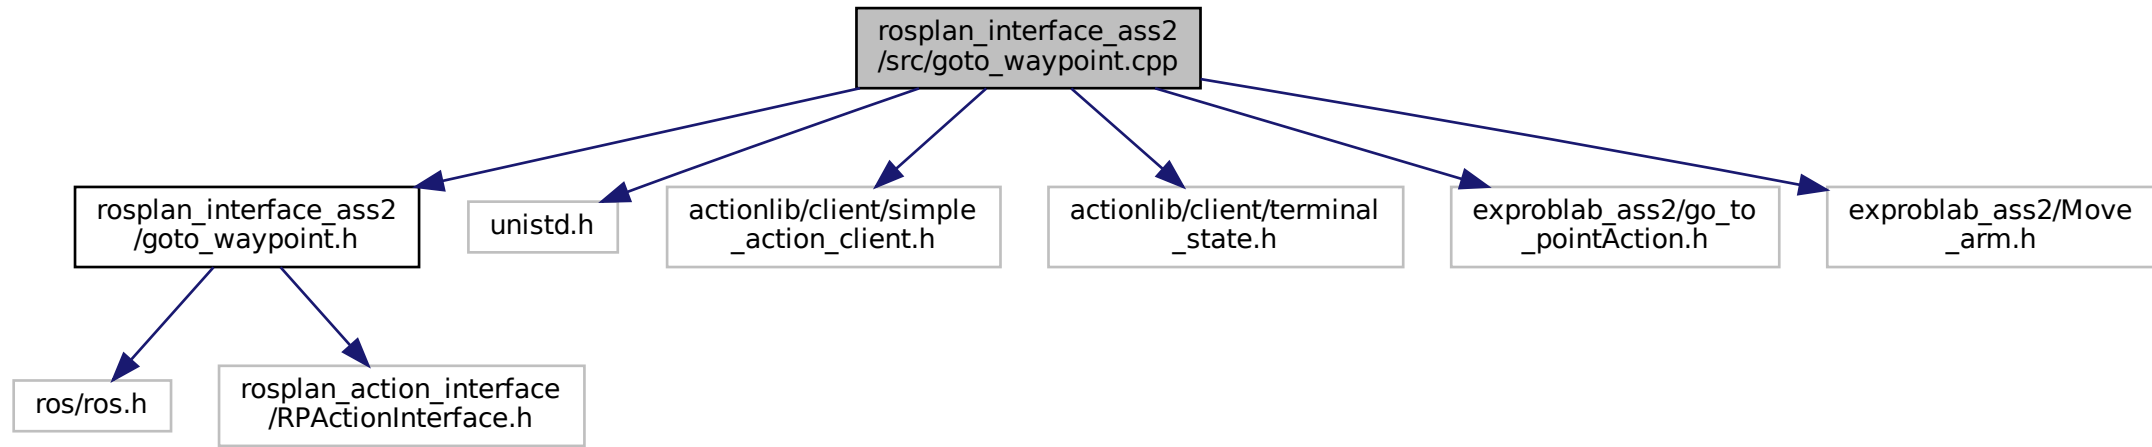 rosplan_interface_ass2
/src/goto_waypoint.cpp
rosplan_interface_ass2
/goto_waypoint.h
unistd.h
actionlib/client/simple
_action_client.h
actionlib/client/terminal
_state.h
exproblab_ass2/go_to
_pointAction.h
exproblab_ass2/Move
_arm.h
ros/ros.h
rosplan_action_interface
/RPActionInterface.h